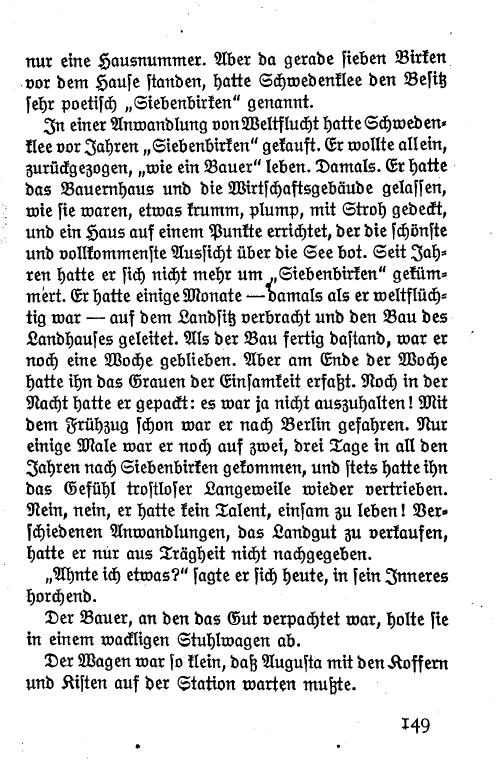 nur eine Hausnummer. Aber da gerade sieben Birken
vor dem Hause standen, hatte Schwedenklee den Besitz
sehr poetisch „Siebenbirken“ genannt.
In einer Anwandlung von Weltflucht hatte Schweden-
klee vor Jahren „Siebenbirken“ gekauft. Er wollte allein,
zurückgezogen, „wie ein Bauer“ leben. Damals. Er hatte
das Bauernhaus und die Wirtschaftsgebäude gelassen,
wie sie waren, etwas krumm, plump, mit Stroh gedeckt,
und ein Haus auf einem Punkte errichtet, der die schönste
und vollkommenste Aussicht über die See bot. Seit Jah-
ren hatte er sich nicht mehr um „Siebenbirken“ geküm-
mert. Er hatte einige Monate — damals als er weltflüch-
tig war — auf dem Landsitz verbracht und den Bau des
Landhauses geleitet. Als der Bau fertig dastand, war er
noch eine Woche geblieben. Aber am Ende der Woche
hatte ihn das Grauen der Einsamkeit erfaßt. Noch in der
Nacht hatte er gepackt: es war ja nicht auszuhalten! Mit
dem Frühzug schon war er nach Berlin gefahren. Nur
einige Male war er noch auf zwei, drei Tage in all den
Jahren nach Siebenbirken gekommen, und stets hatte ihn
das Gefühl trostloser Langeweile wieder vertrieben.
Nein, nein, er hatte kein Talent, einsam zu leben! Ver-
schiedenen Anwandlungen, das Landgut zu verkaufen,
hatte er nur aus Trägheit nicht nachgegeben.
„Ahnte ich etwas?“ sagte er sich heute, in sein Inneres
horchend.
Der Bauer, an den das Gut verpachtet war, holte sie
in einem wackligen Stuhlwagen ab.
Der Wagen war so klein, daß Augusta mit den Koffern
und Kisten auf der Station warten mußte.
149